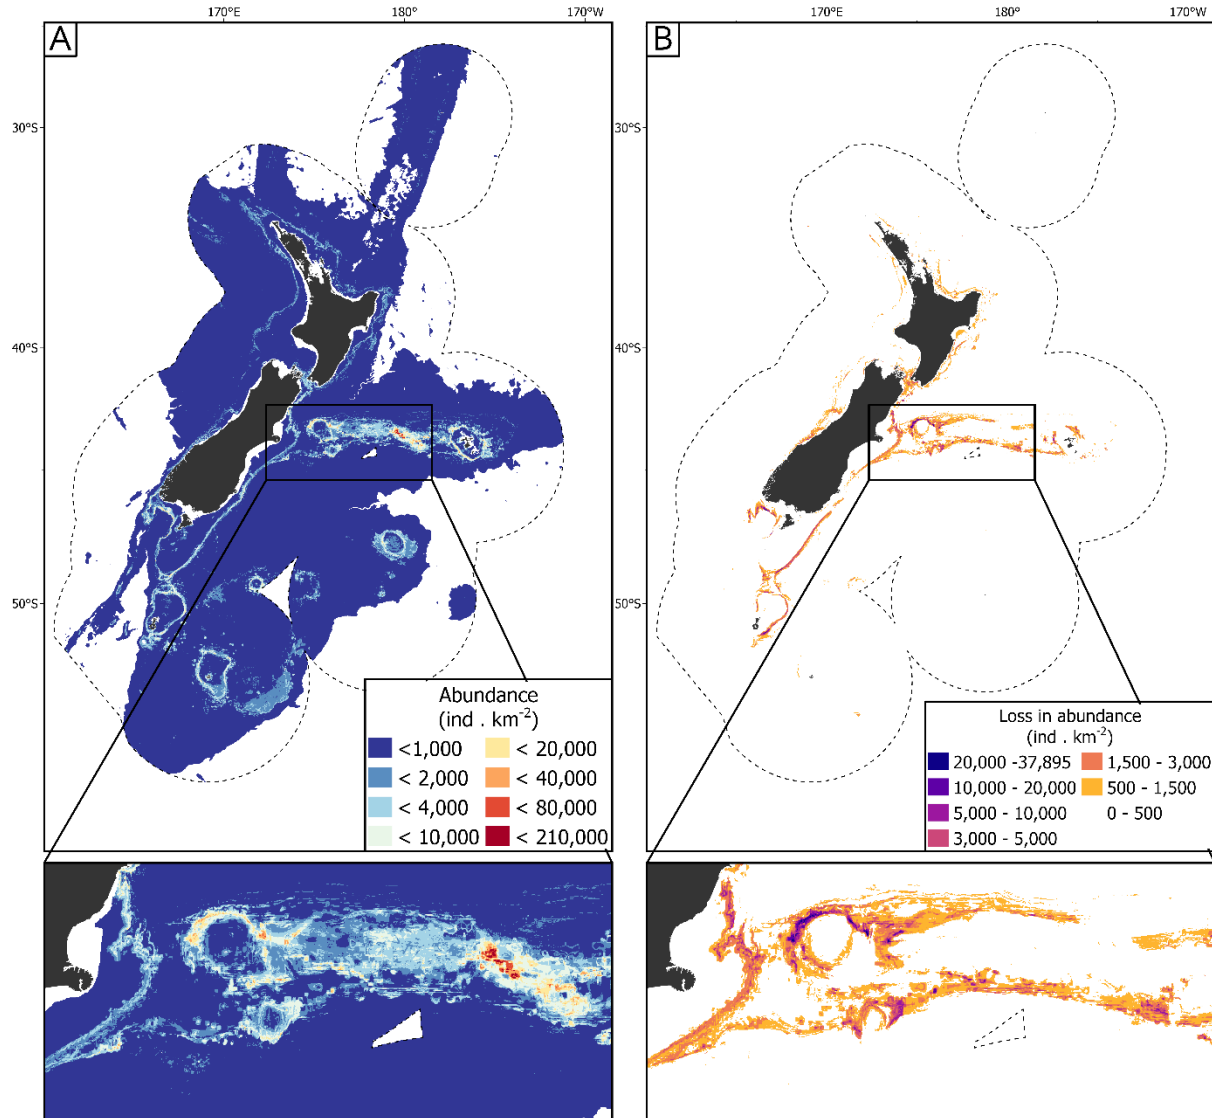 170°E 180° 170°W
A
30°S
40°S
50°S
Abundance
(ind . km-2)
<1,000
< 2,000
< 4,000
< 10,000
< 20,000
< 40,000
< 80,000
< 210,000
170°E 180° 170°W
B
30°S
40°S
50°S
Loss in abundance
(ind . km-2)
20,000 -37,895
10,000 - 20,000
5,000 - 10,000
3,000 - 5,000
1,500 - 3,000
500 - 1,500
0 - 500